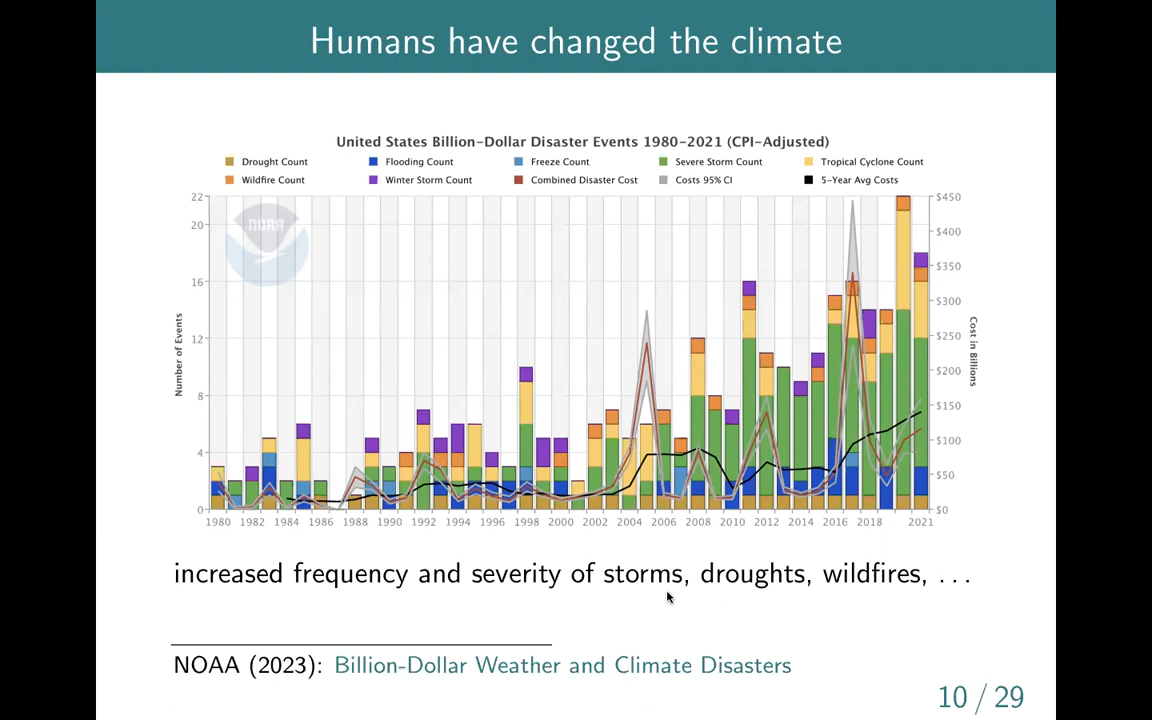 Humans have changed the climate
United States Billion-Dollar Disaster Events 1980-2021 (CPI-Adjusted)
Drought Count Flooding Count Freeze Count Severe Storm Count Tropical Cyclone Count
Wildfire Count Winter Storm Count Combined Disaster Cost Costs 95% CI 5-Year Avg Costs
22 $450
noaa
20 $400
$350
16 $300
12 $250
$200
8 $150
$100
4 $50
0 $0
Number of Events
Cost in Billions
1980 1982 1984 1986 1988 1990 1992 1994 1996 1998 2000 2002 2004 2006 2008 2010 2012 2014 2016 2018 2021
increased frequency and severity of storms, droughts, wildfires, ...
NOAA (2023): Billion-Dollar Weather and Climate Disasters
10 / 29